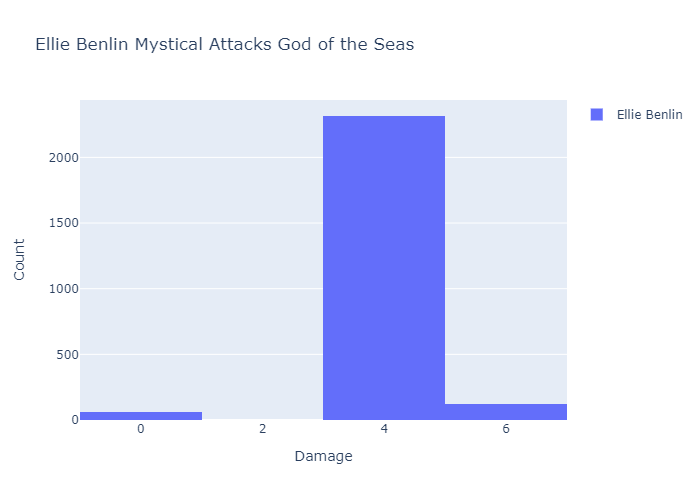 Ellie Benlin Mystical Attacks God of the Seas
Ellie Benlin
2000
1500
1000
500
0
Count
0 2 4 6
Damage